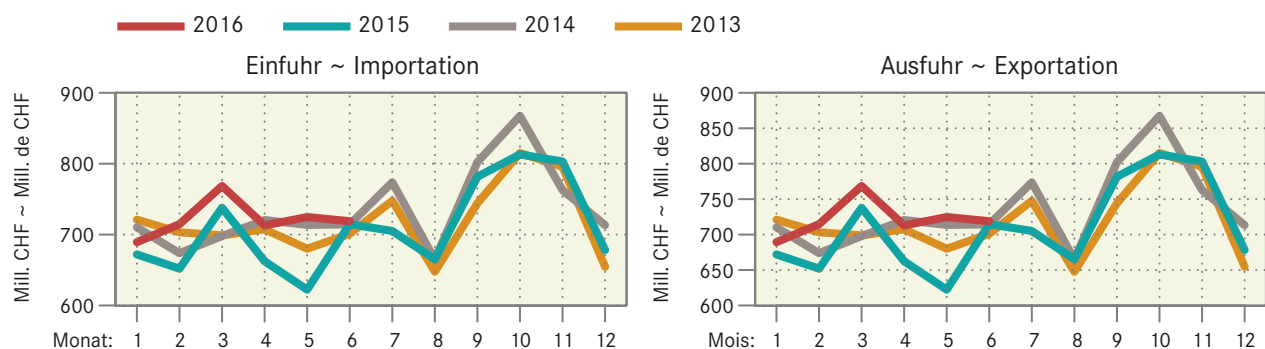 2016 2015 2014 2013
Einfuhr ~ Importation
Mill. CHF ~ Mill. de CHF
900
800
700
600
Monat: 1 2 3 4 5 6 7 8 9 10 11 12
Ausfuhr ~ Exportation
Mill. CHF ~ Mill. de CHF
900
850
800
750
700
650
600
Mois: 1 2 3 4 5 6 7 8 9 10 11 12